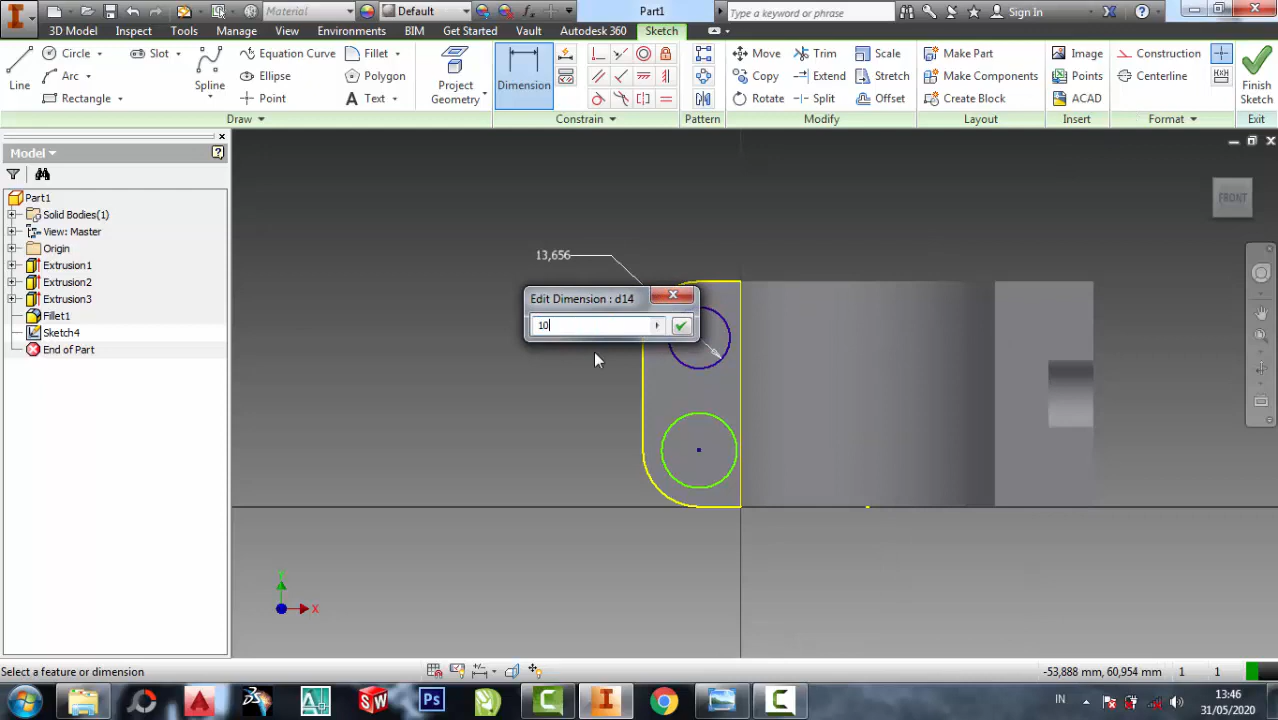 Material
Default
Part1
Type a keyword or phrase
Sign In
3D Model
Inspect
Tools
Manage
View
Environments
BIM
Get Started
Vault
Autodesk 360
Sketch
Line
Circle
Arc
Rectangle
Slot
Spline
Equation Curve
Ellipse
Point
Fillet
Polygon
Text
Project
Geometry
Dimension
Move
Copy
Rotate
Trim
Extend
Split
Scale
Stretch
Offset
Make Part
Make Components
Create Block
Image
Points
ACAD
Construction
Centerline
Finish
Sketch
Draw
Constrain
Pattern
Modify
Layout
Insert
Format
Exit
Model
Part1
Solid Bodies(1)
View: Master
Origin
Extrusion1
Extrusion2
Extrusion3
Fillet1
Sketch4
End of Part
FRONT
13,656
Edit Dimension : d14
10
X
Select a feature or dimension
-53,888 mm, 60,954 mm
1
1
Ps
IN
13:46
31/05/2020